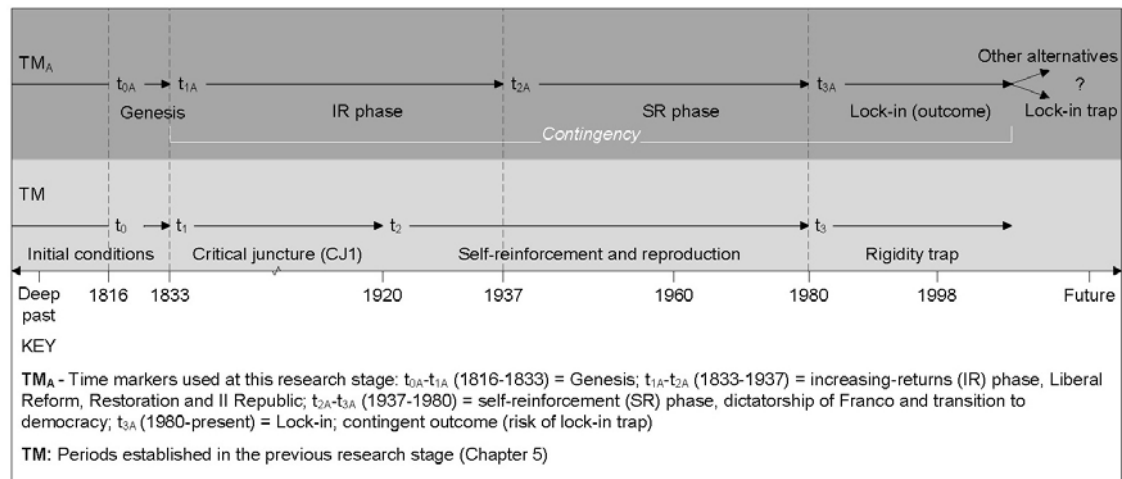 Other alternatives
TMA t0A t1A t2A t3A ?
Genesis IR phase SR phase Lock-in (outcome) Lock-in trap
Contingency
TM
t0 t1 t2 t3
Initial conditions Critical juncture (CJ1) Self-reinforcement and reproduction Rigidity trap
Deep past 1816 1833 1920 1937 1960 1980 1998 Future
KEY
TMA - Time markers used at this research stage: t0A-t1A (1816-1833) = Genesis; t1A-t2A (1833-1937) = increasing-returns (IR) phase, Liberal
Reform, Restoration and II Republic; t2A-t3A (1937-1980) = self-reinforcement (SR) phase, dictatorship of Franco and transition to
democracy; t3A (1980-present) = Lock-in; contingent outcome (risk of lock-in trap)
TM: Periods established in the previous research stage (Chapter 5)